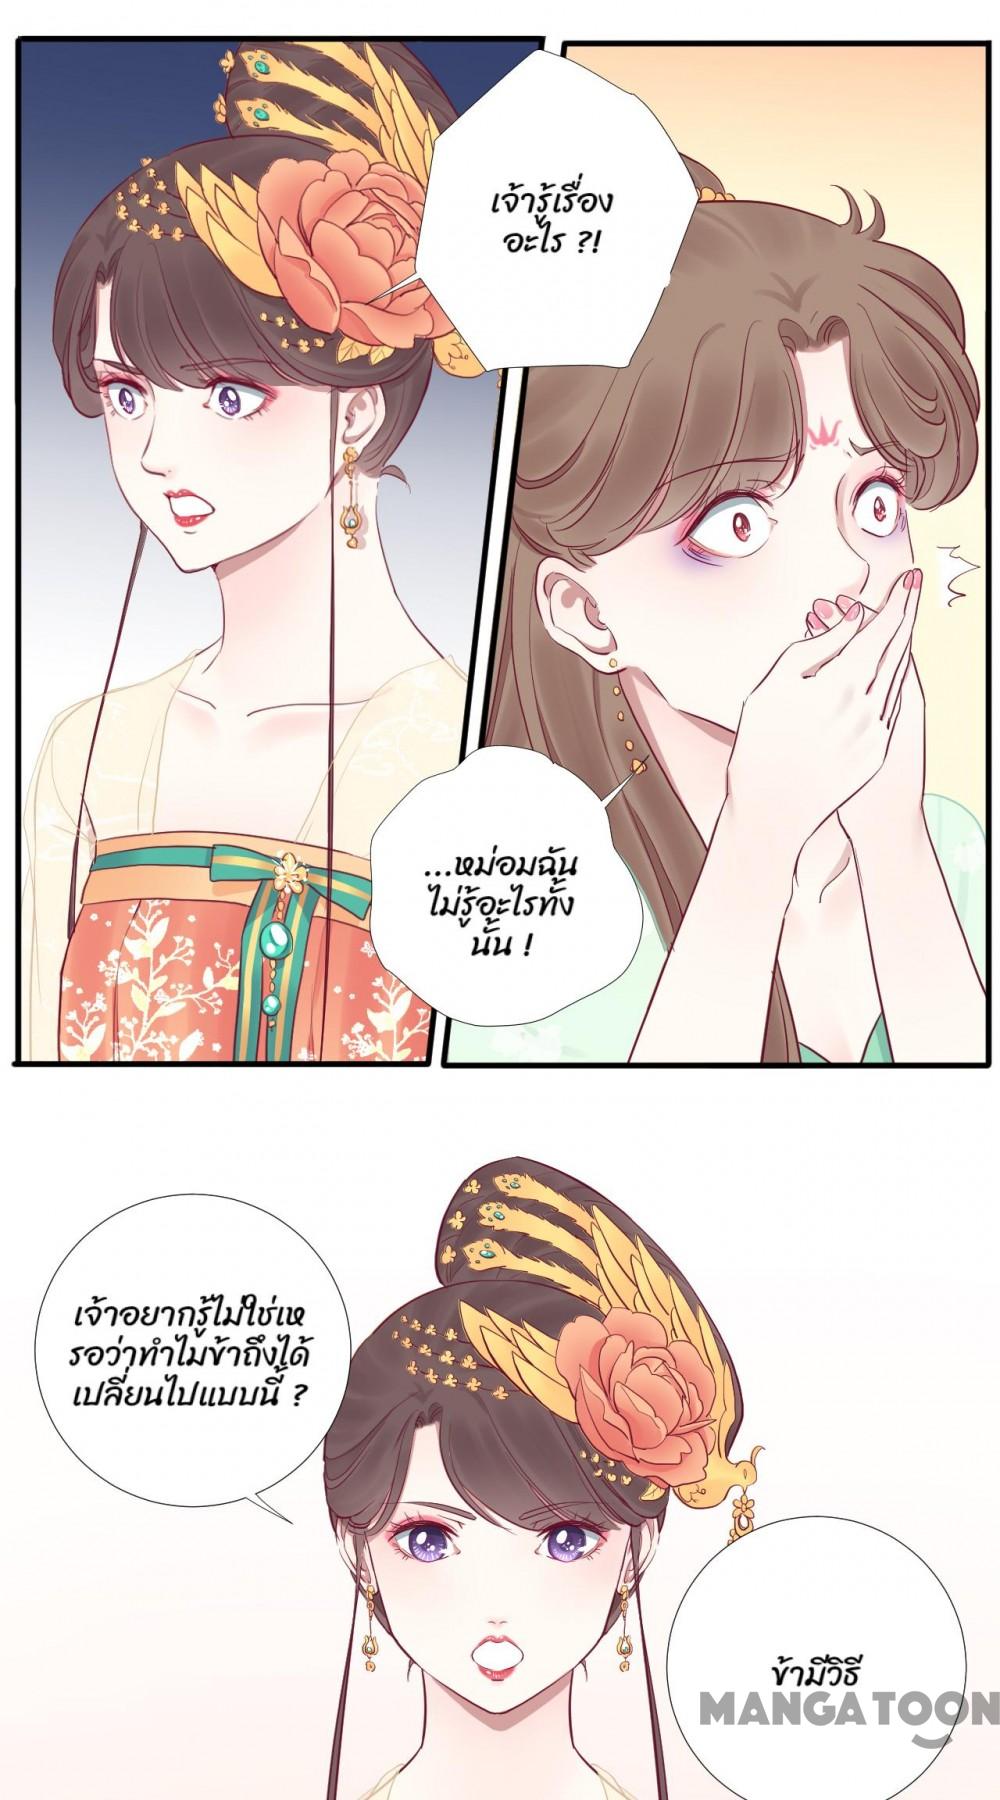 เจ้ารู้เรื่อง
อะไร ?!
...หม่อมฉัน
ไม่รู้อะไรทั้ง
นั้น !
เจ้าอยากรู้ไม่ใช่เห
รอว่าทำไมข้าถึงได้
เปลี่ยนไปแบบนี้ ?
ข้ามีวิธี
MANGATOON